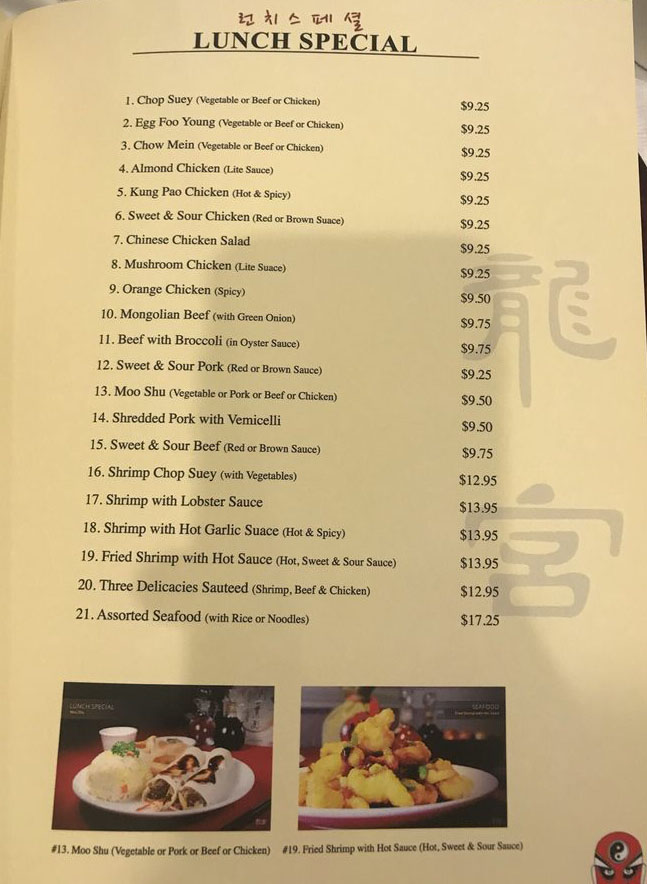 런치스페셜
LUNCH SPECIAL
1. Chop Suey (Vegetable or Beef or Chicken) $9.25
2. Egg Foo Young (Vegetable or Beef or Chicken) $9.25
3. Chow Mein (Vegetable or Beef or Chicken) $9.25
4. Almond Chicken (Lite Sauce) $9.25
5. Kung Pao Chicken (Hot & Spicy) $9.25
6. Sweet & Sour Chicken (Red or Brown Suace) $9.25
7. Chinese Chicken Salad $9.25
8. Mushroom Chicken (Lite Suace) $9.25
9. Orange Chicken (Spicy) $9.50
10. Mongolian Beef (with Green Onion) $9.75
11. Beef with Broccoli (in Oyster Sauce) $9.75
12. Sweet & Sour Pork (Red or Brown Sauce) $9.25
13. Moo Shu (Vegetable or Pork or Beef or Chicken) $9.50
14. Shredded Pork with Vemicelli $9.50
15. Sweet & Sour Beef (Red or Brown Sauce) $9.75
16. Shrimp Chop Suey (with Vegetables) $12.95
17. Shrimp with Lobster Sauce $13.95
18. Shrimp with Hot Garlic Suace (Hot & Spicy) $13.95
19. Fried Shrimp with Hot Sauce (Hot, Sweet & Sour Sauce) $13.95
20. Three Delicacies Sauteed (Shrimp, Beef & Chicken) $12.95
21. Assorted Seafood (with Rice or Noodles) $17.25
龍
宮
LUNCH SPECIAL
Moo Shu
SEAFOOD
#13. Moo Shu (Vegetable or Pork or Beef or Chicken)
#19. Fried Shrimp with Hot Sauce (Hot, Sweet & Sour Sauce)